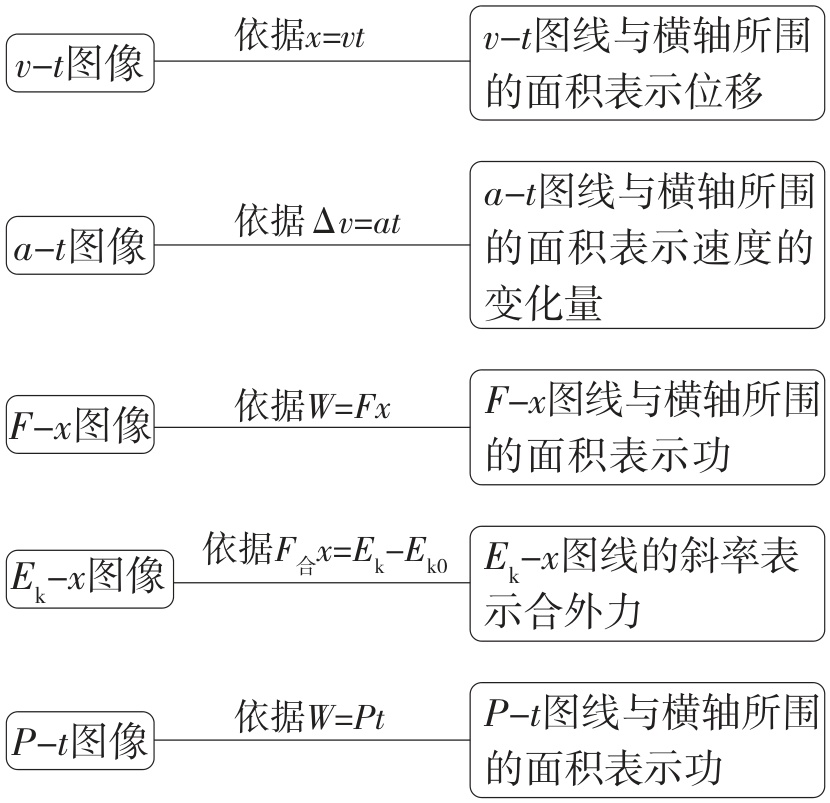 v-t图像
依据x=vt
v-t图线与横轴所围
的面积表示位移
a-t图像
依据 Δv=at
a-t图线与横轴所围
的面积表示速度的
变化量
F-x图像
依据W=Fx
F-x图线与横轴所围
的面积表示功
Eₖ-x图像
依据F合x=Eₖ-Eₖ₀
Eₖ-x图线的斜率表
示合外力
P-t图像
依据W=Pt
P-t图线与横轴所围
的面积表示功